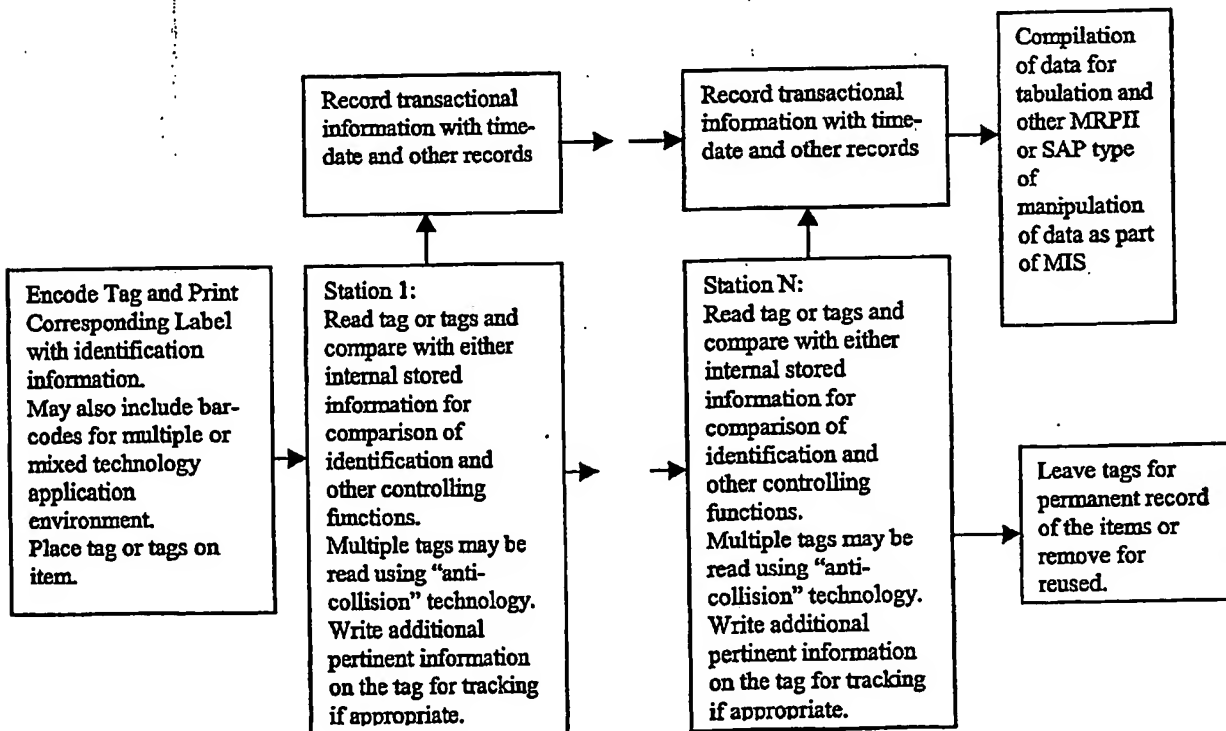 Encode Tag and Print
Corresponding Label
with identification
information.
May also include bar-
codes for multiple or
mixed technology
application
environment.
Place tag or tags on
item.
Record transactional
information with time-
date and other records
Station 1:
Read tag or tags and
compare with either
internal stored
information for
comparison of
identification and
other controlling
functions.
Multiple tags may be
read using “anti-
collision” technology.
Write additional
pertinent information
on the tag for tracking
if appropriate.
Record transactional
information with time-
date and other records
Station N:
Read tag or tags and
compare with either
internal stored
information for
comparison of
identification and
other controlling
functions.
Multiple tags may be
read using “anti-
collision” technology.
Write additional
pertinent information
on the tag for tracking
if appropriate.
Compilation
of data for
tabulation and
other MRPII
or SAP type
of
manipulation
of data as part
of MIS
Leave tags for
permanent record
of the items or
remove for
reused.